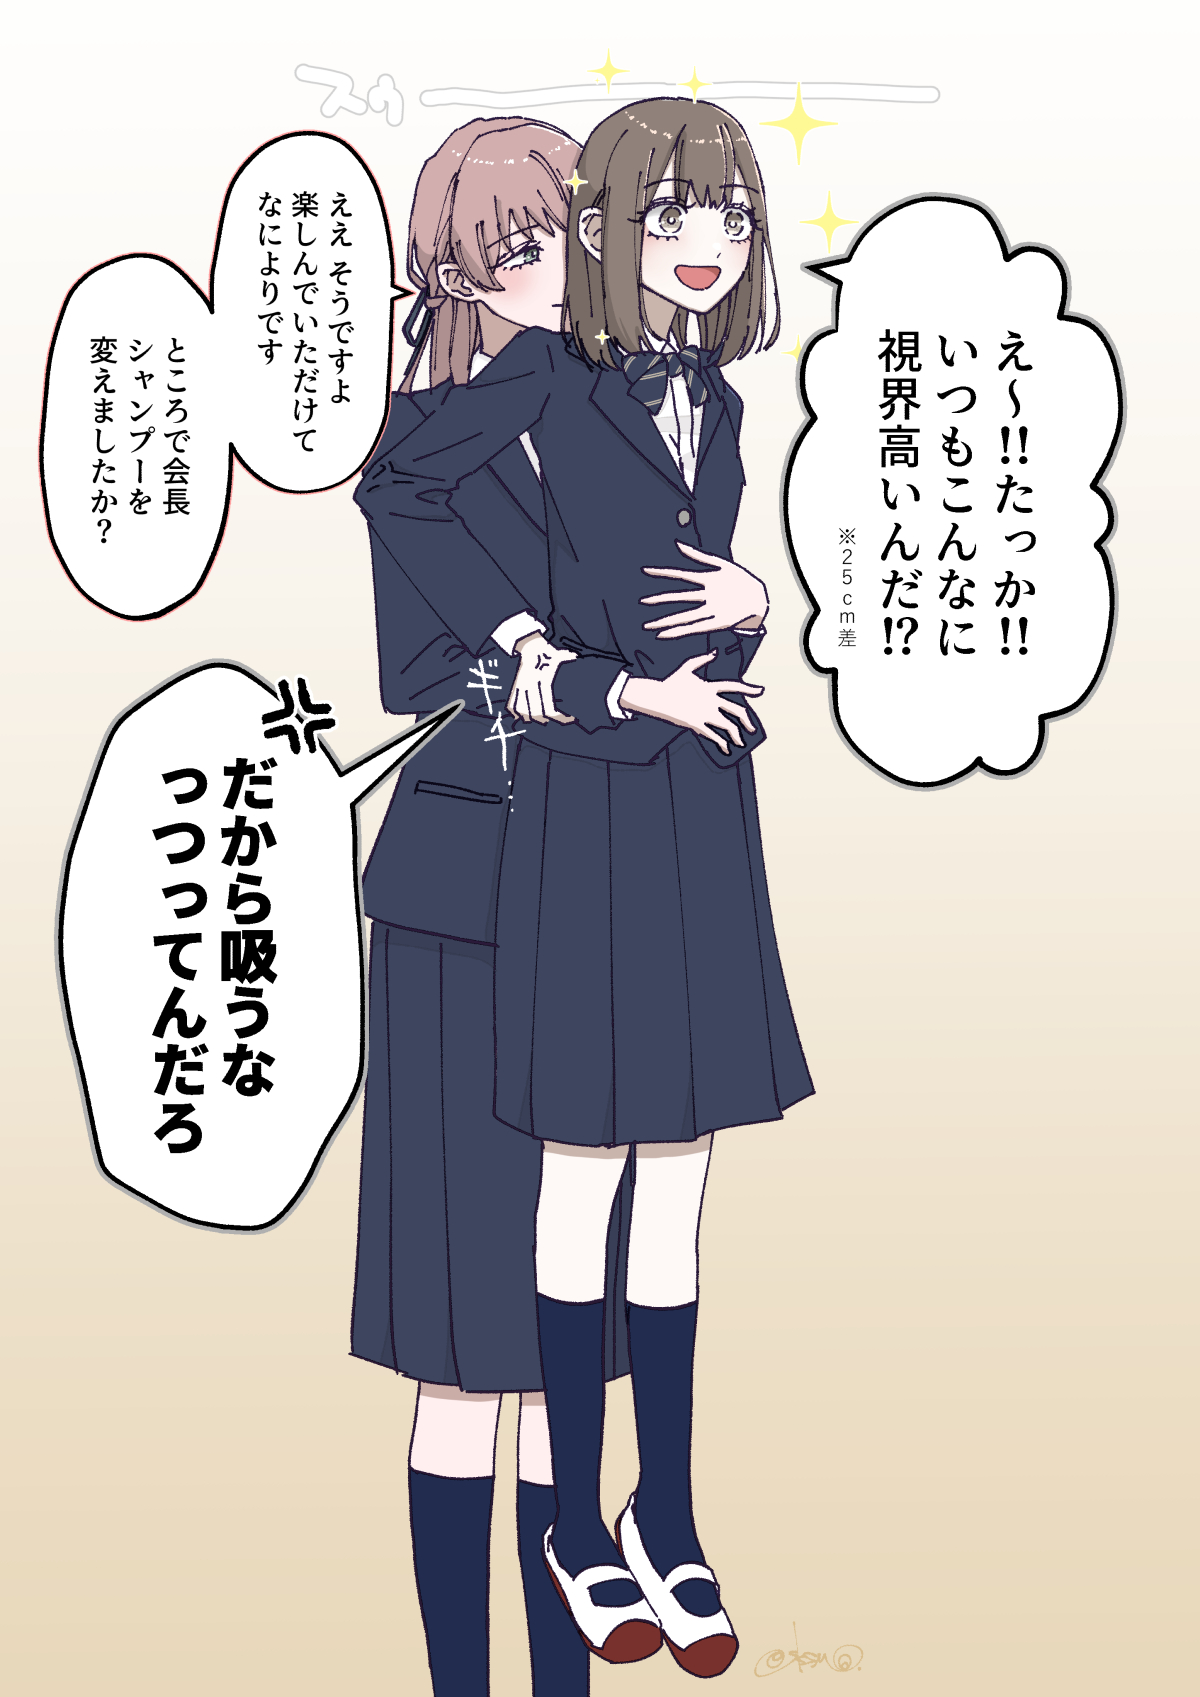 スゥーーー
え〜!!たっか!!
いつもこんなに
視界高いんだ!?
※25cm差
ええ そうですよ
楽しんでいただけて
なによりです
ところで会長
シャンプーを
変えましたか?
ギチ…
だから吸うな
っつってんだろ